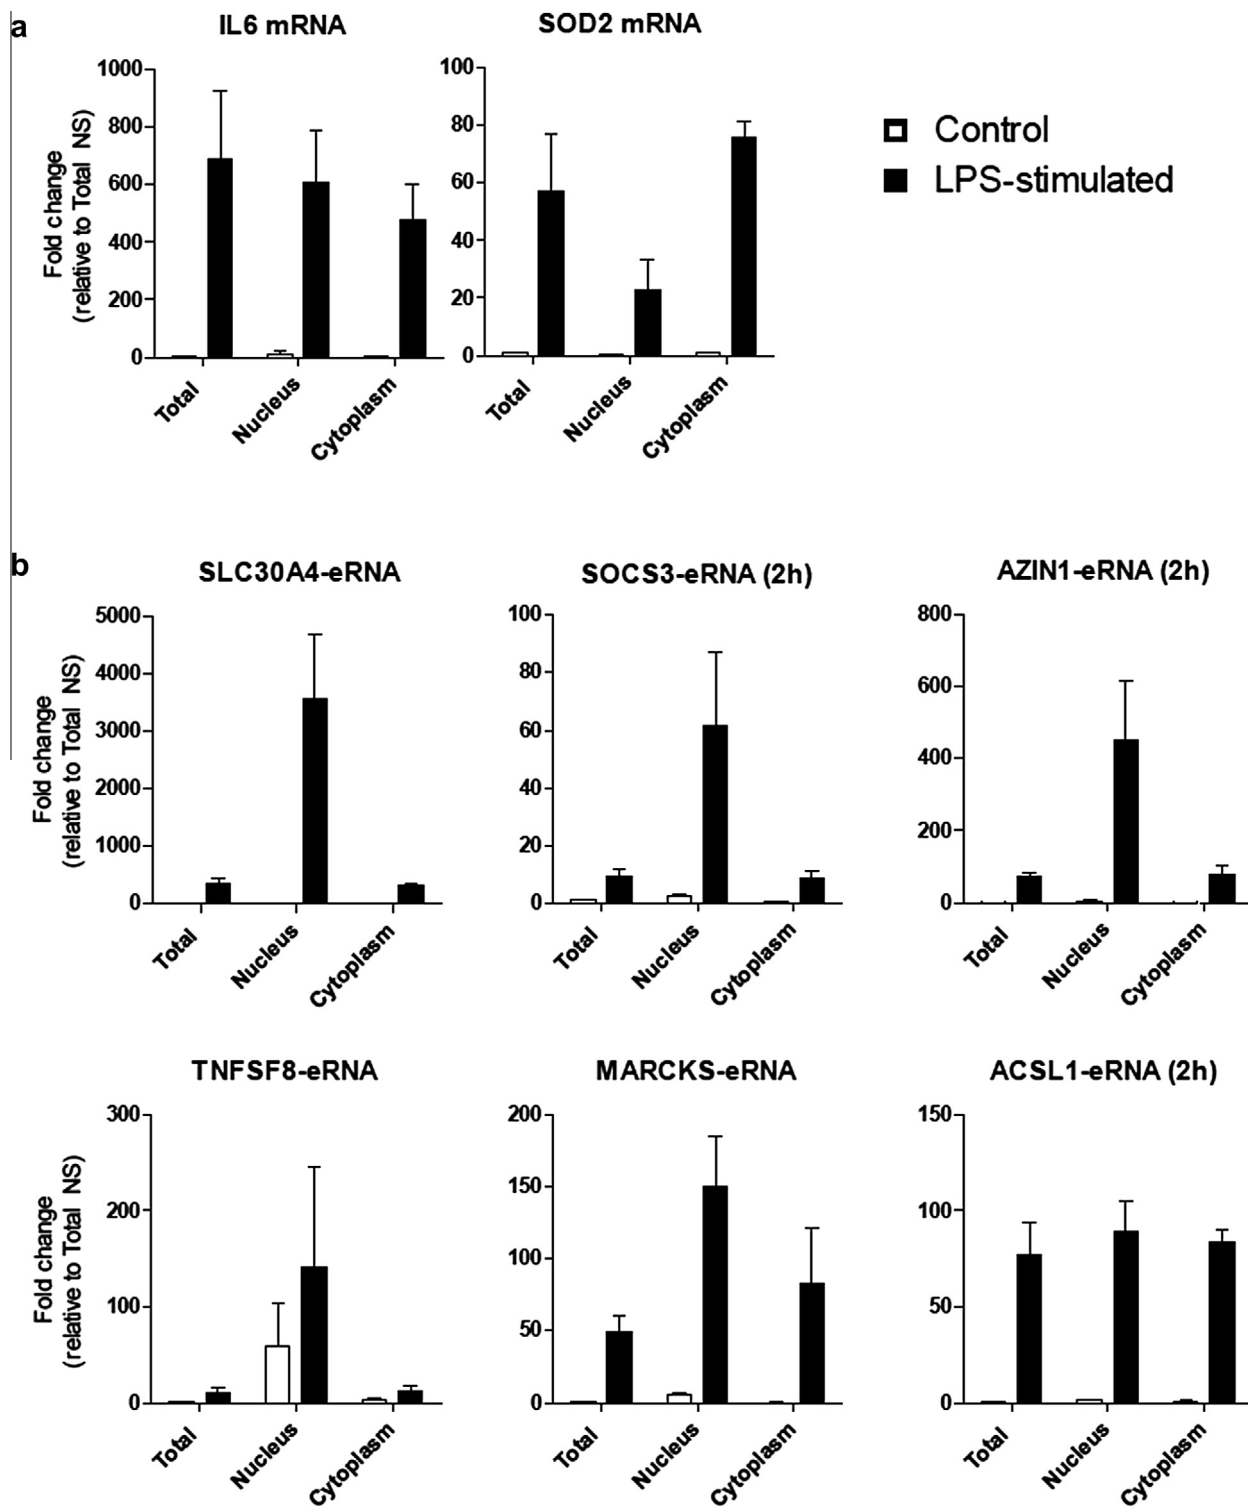 a
IL6 mRNA
SOD2 mRNA
Control
LPS-stimulated
Fold change
(relative to Total NS)
1000
800
600
400
200
0
Total
Nucleus
Cytoplasm
100
80
60
40
20
0
Total
Nucleus
Cytoplasm
b
SLC30A4-eRNA
Fold change
(relative to Total NS)
5000
4000
3000
2000
1000
0
Total
Nucleus
Cytoplasm
SOCS3-eRNA (2h)
100
80
60
40
20
0
Total
Nucleus
Cytoplasm
AZIN1-eRNA (2h)
800
600
400
200
0
Total
Nucleus
Cytoplasm
TNFSF8-eRNA
Fold change
(relative to Total NS)
300
200
100
0
Total
Nucleus
Cytoplasm
MARCKS-eRNA
200
150
100
50
0
Total
Nucleus
Cytoplasm
ACSL1-eRNA (2h)
150
100
50
0
Total
Nucleus
Cytoplasm